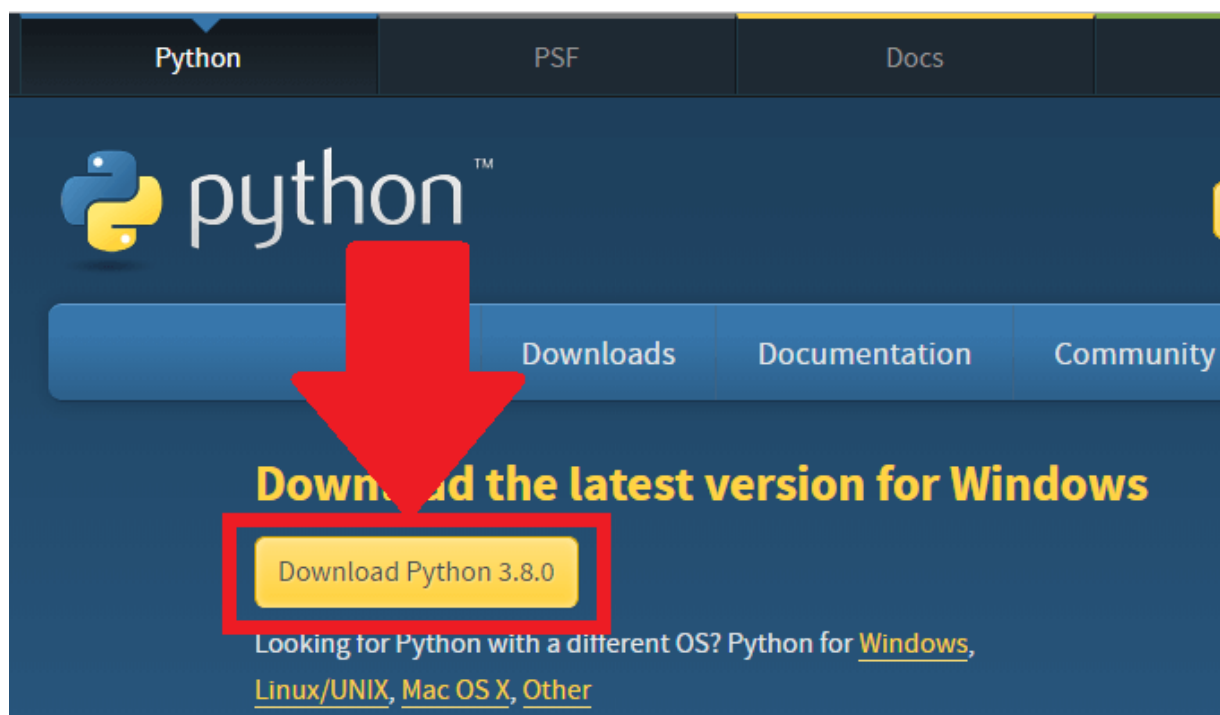 Python PSF Docs
python™
Downloads Documentation Community
Download the latest version for Windows
Download Python 3.8.0
Looking for Python with a different OS? Python for Windows,
Linux/UNIX, Mac OS X, Other